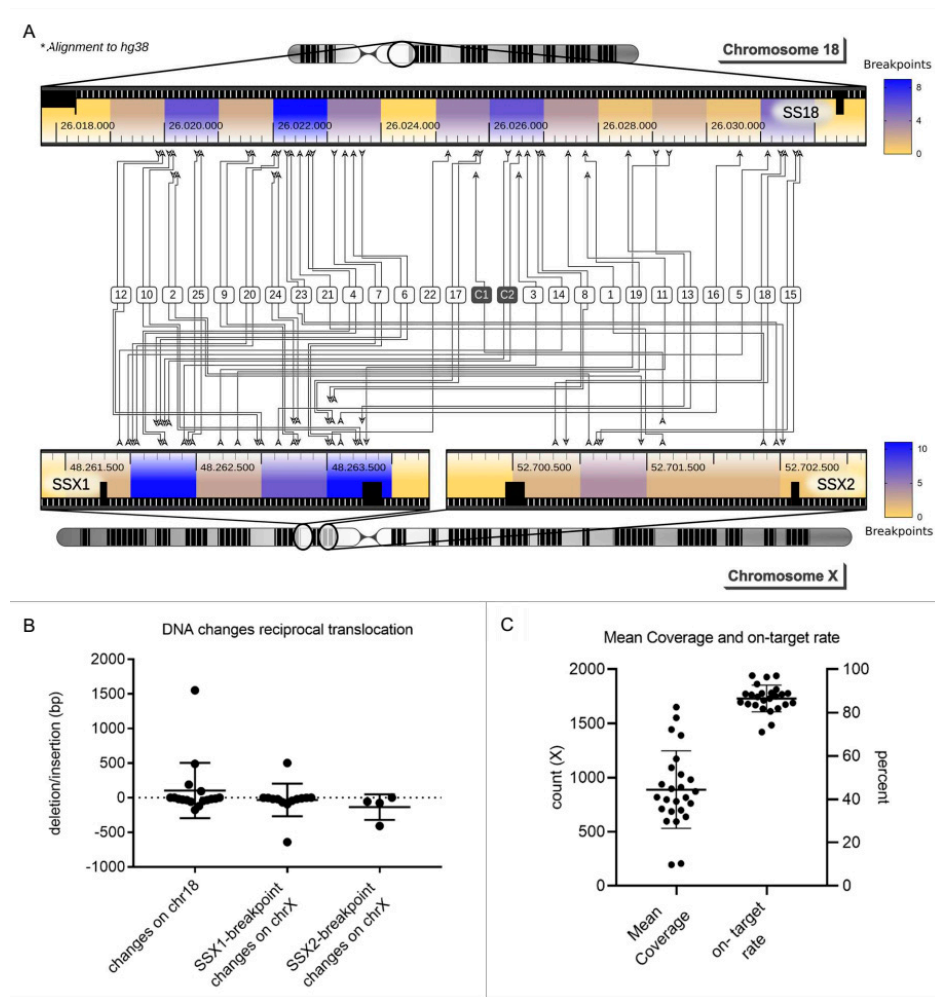 A
*Alignment to hg38
Chromosome 18
Breakpoints
8
4
0
SS18
26.018.000 26.020.000 26.022.000 26.024.000 26.026.000 26.028.000 26.030.000
12 10 2 25 9 20 24 23 21 4 7 6 22 17 C1 C2 3 14 8 1 19 11 13 16 5 18 15
48.261.500 48.262.500 48.263.500 52.700.500 52.701.500 52.702.500
SSX1 SSX2
10
5
0
Breakpoints
Chromosome X
B
DNA changes reciprocal translocation
deletion/insertion (bp)
2000
1500
1000
500
0
-500
-1000
changes on chr18
SSX1-breakpoint
changes on chrX
SSX2-breakpoint
changes on chrX
C
Mean Coverage and on-target rate
count (X)
2000
1500
1000
500
0
100
80
60
40
20
0
percent
Mean
Coverage
on- target
rate